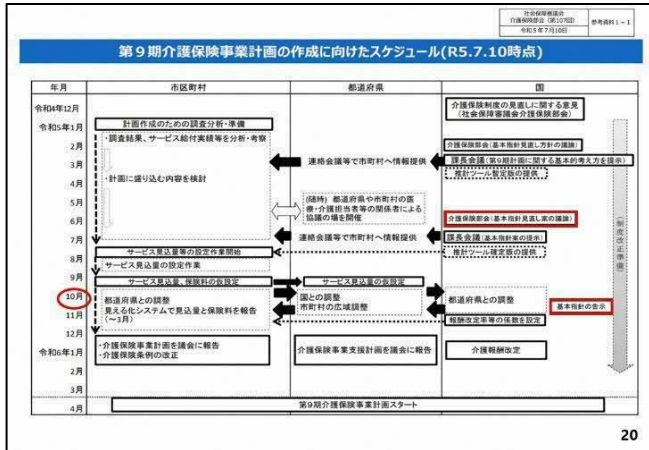 社会保障審議会
介護保険部会(第107回)
令和5年7月10日
参考資料1-1
第9期介護保険事業計画の作成に向けたスケジュール(R5.7.10時点)
年月
市区町村
都道府県
国
令和4年12月
介護保険制度の見直しに関する意見
(社会保障審議会介護保険部会)
令和5年1月
計画作成のための調査分析・準備
2月
・調査結果、サービス給付実績等を分析・考察
介護保険部会(基本指針見直し方針の議論)
3月
連絡会議等で市町村へ情報提供
課長会議(第9期計画に関する基本的考え方を提示)
推計ツール暫定版の提供
4月
・計画に盛り込む内容を検討
5月
(随時) 都道府県や市町村の医
療・介護担当者等の関係者による
協議の場を開催
6月
介護保険部会(基本指針見直し案の議論)
7月
連絡会議等で市町村へ情報提供
課長会議(基本指針案の提示)
サービス見込量等の設定作業開始
推計ツール確定版の提供
8月
サービス見込量の設定作業
9月
サービス見込量、保険料の仮設定
サービス見込量の仮設定
10月
都道府県との調整
見える化システムで見込量と保険料を報告
(~3月)
国との調整
市町村の広域調整
都道府県との調整
基本指針の告示
11月
報酬改定率等の係数を設定
12月
令和6年1月
・介護保険事業計画を議会に報告
・介護保険条例の改正
介護保険事業支援計画を議会に報告
介護報酬改定
2月
3月
4月
第9期介護保険事業計画スタート
(制度改正準備)
20